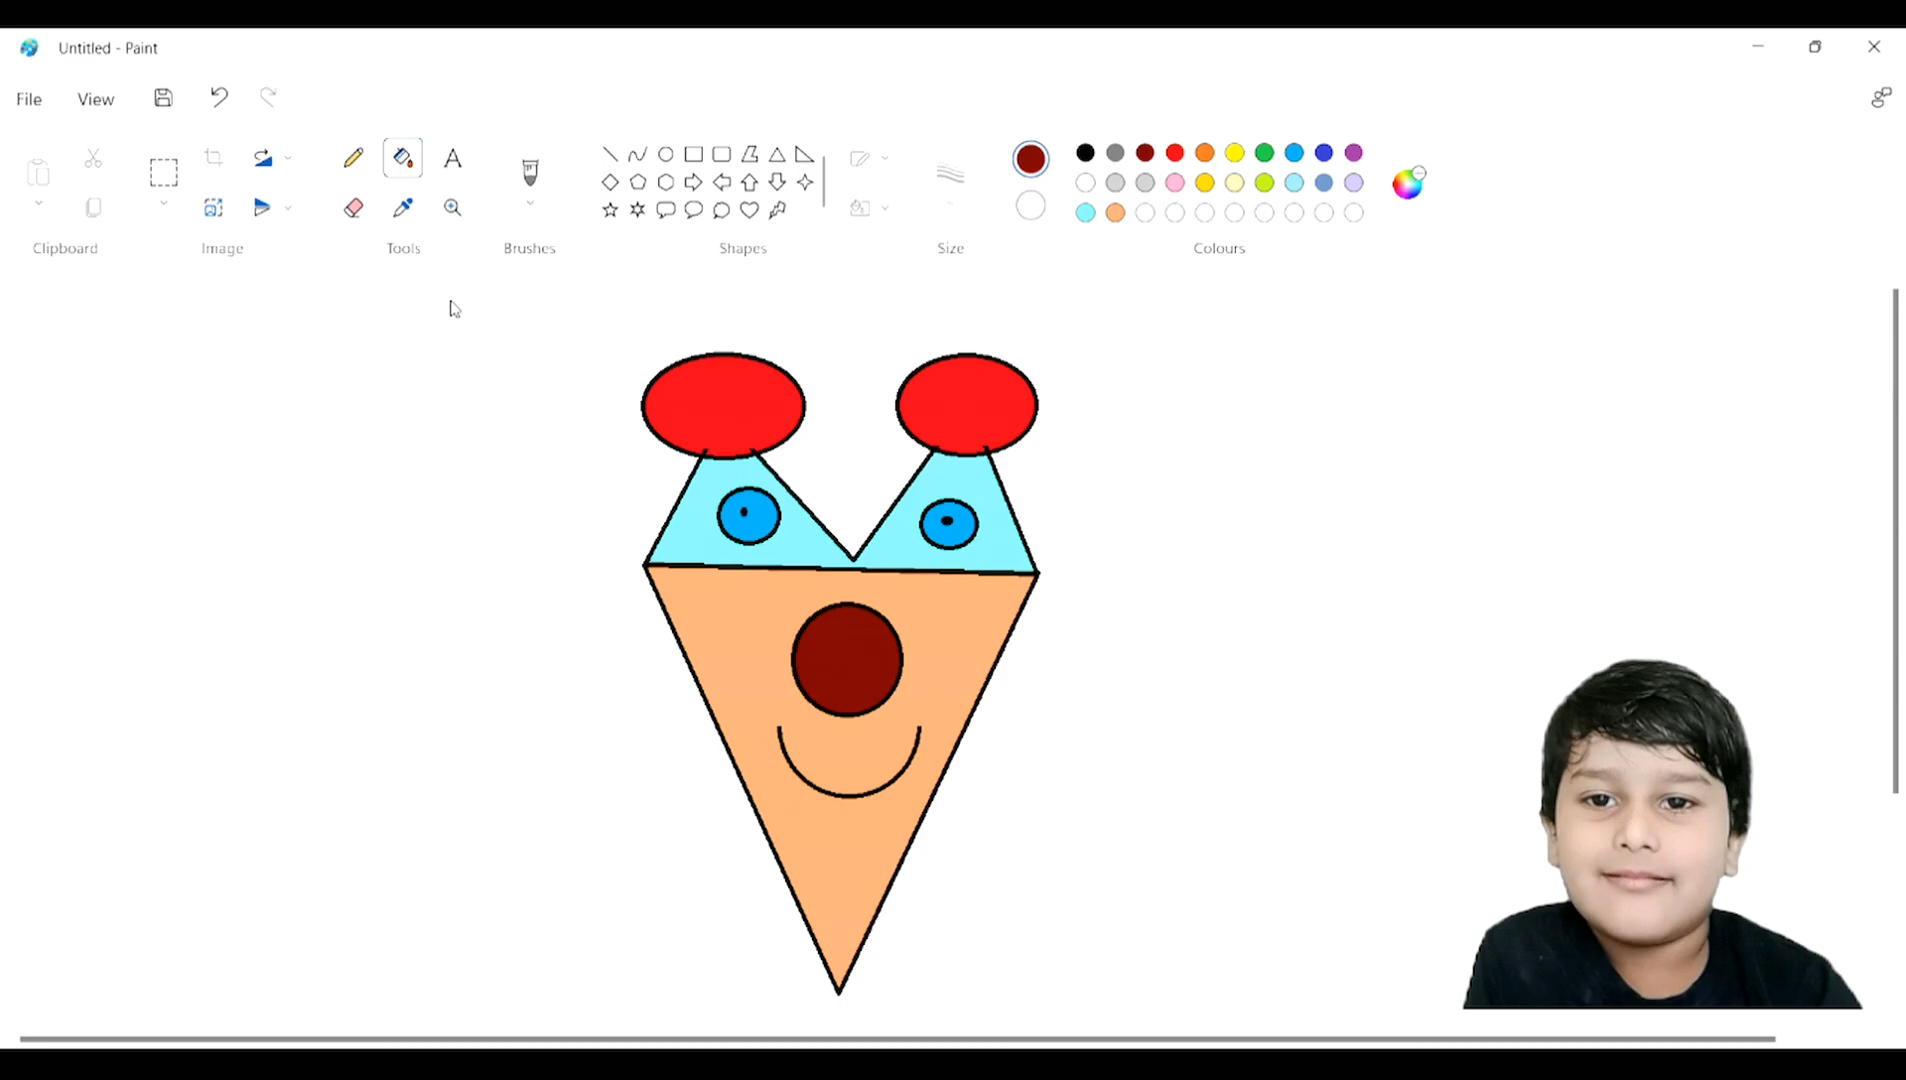 Untitled - Paint
File View
Clipboard Image Tools Brushes Shapes Size Colours